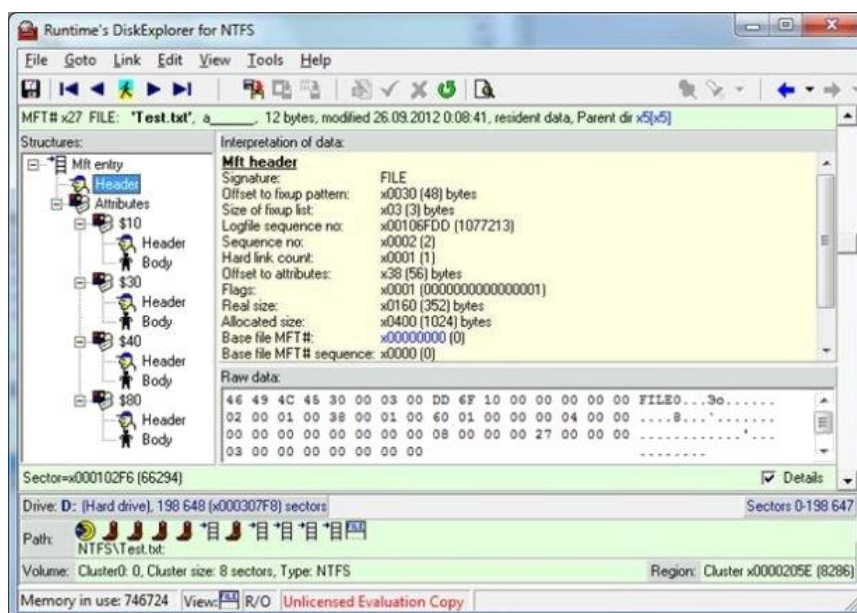 Runtime's DiskExplorer for NTFS
File Goto Link Edit View Tools Help
MFT# x27 FILE: "Test.txt", a_____, 12 bytes, modified 26.09.2012 0:08:41, resident data, Parent dir x5[x5]
Structures:
Mft entry
Header
Attributes
$10
Header
Body
$30
Header
Body
$40
Header
Body
$80
Header
Body
Interpretation of data:
Mft header
Signature: FILE
Offset to fixup pattern: x0030 (48) bytes
Size of fixup list: x03 (3) bytes
Logfile sequence no: x00106FDD (1077213)
Sequence no: x0002 (2)
Hard link count: x0001 (1)
Offset to attributes: x38 (56) bytes
Flags: x0001 (0000000000000001)
Real size: x0160 (352) bytes
Allocated size: x0400 (1024) bytes
Base file MFT#: x00000000 (0)
Base file MFT# sequence: x0000 (0)
Raw data:
46 49 4C 45 30 00 03 00 DD 6F 10 00 00 00 00 00 FILE0...Эo......
02 00 01 00 38 00 01 00 60 01 00 00 00 04 00 00 ....8...`.......
00 00 00 00 00 00 00 00 08 00 00 00 27 00 00 00 ............'...
03 00 00 00 00 00 00 00 ........
Sector=x000102F6 (66294)
Details
Drive: D: (Hard drive), 198 648 (x000307F8) sectors
Sectors 0-198 647
Path:
NTFS\Test.txt:
Volume: Cluster0: 0, Cluster size: 8 sectors, Type: NTFS
Region: Cluster x0000205E (8286)
Memory in use: 746724 View: FILE R/O Unlicensed Evaluation Copy